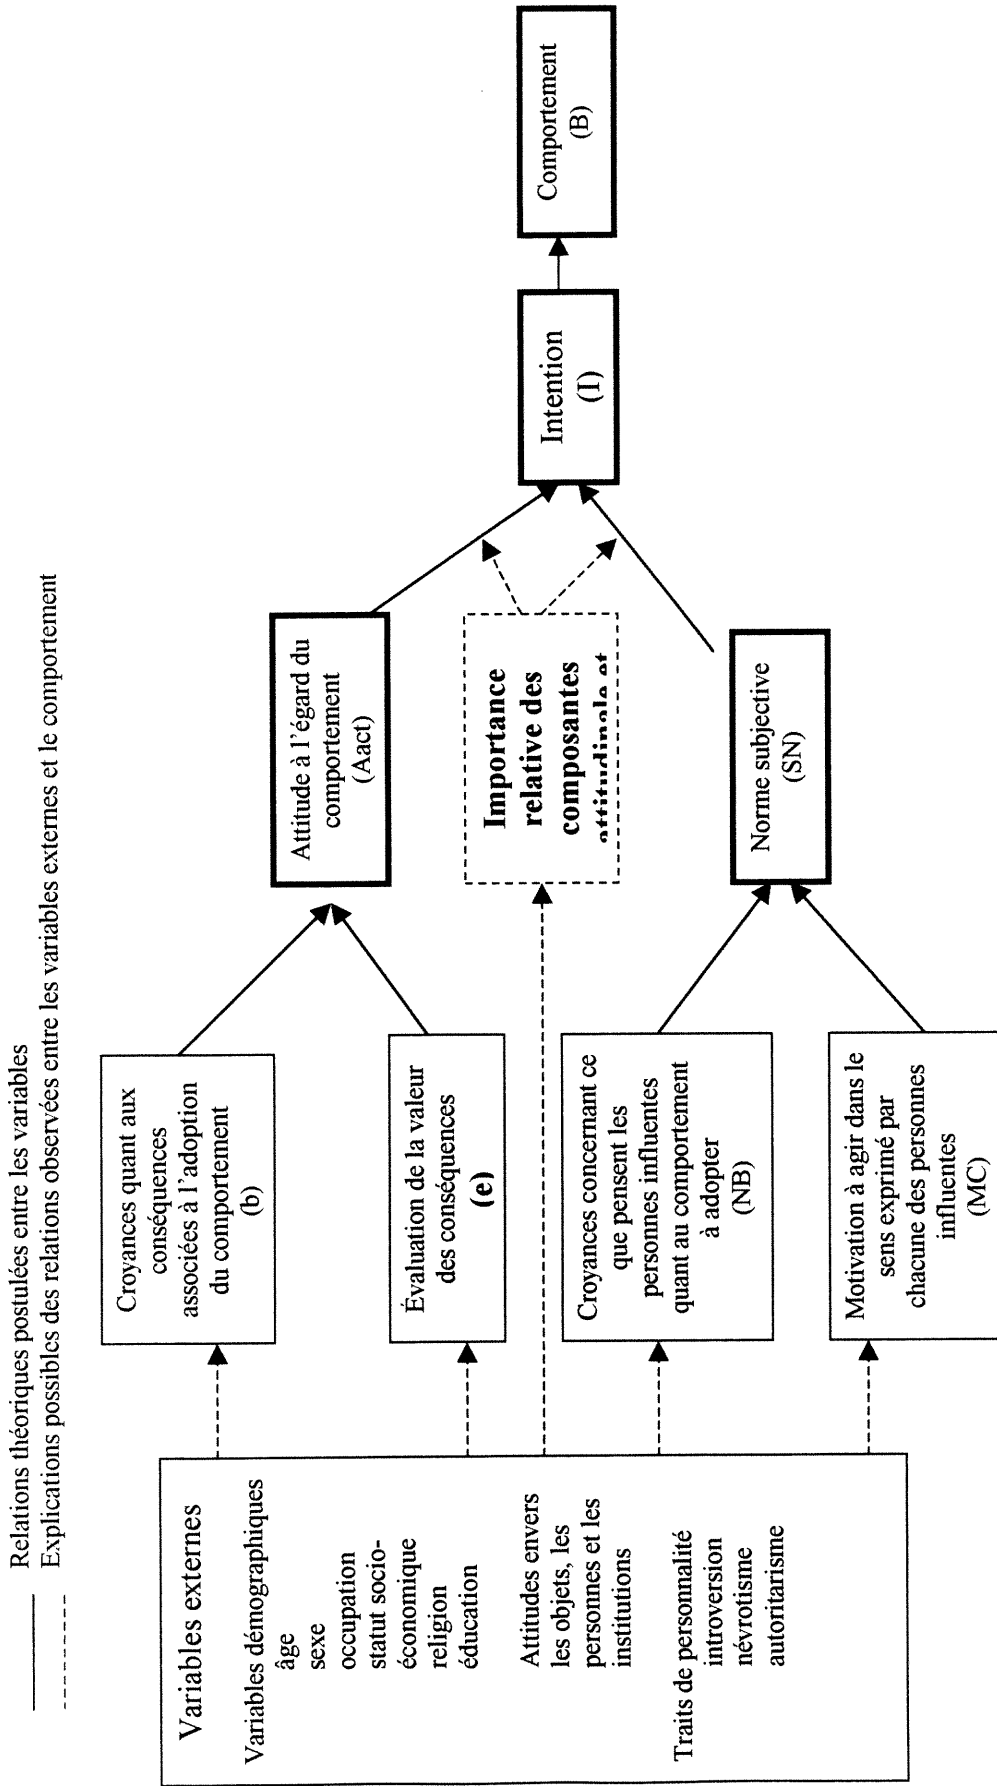 Relations théoriques postulées entre les variables
Explications possibles des relations observées entre les variables externes et le comportement
Variables externes
Variables démographiques
âge
sexe
occupation
statut socio-
économique
religion
éducation
Attitudes envers
les objets, les
personnes et les
institutions
Traits de personnalité
introversion
névrotisme
autoritarisme
Croyances quant aux
conséquences
associées à l'adoption
du comportement
(b)
Évaluation de la valeur
des conséquences
(e)
Croyances concernant ce
que pensent les
personnes influentes
quant au comportement
à adopter
(NB)
Motivation à agir dans le
sens exprimé par
chacune des personnes
influentes
(MC)
Attitude à l'égard du
comportement
(Aact)
Importance
relative des
composantes
attitudinale et
Norme subjective
(SN)
Intention
(I)
Comportement
(B)